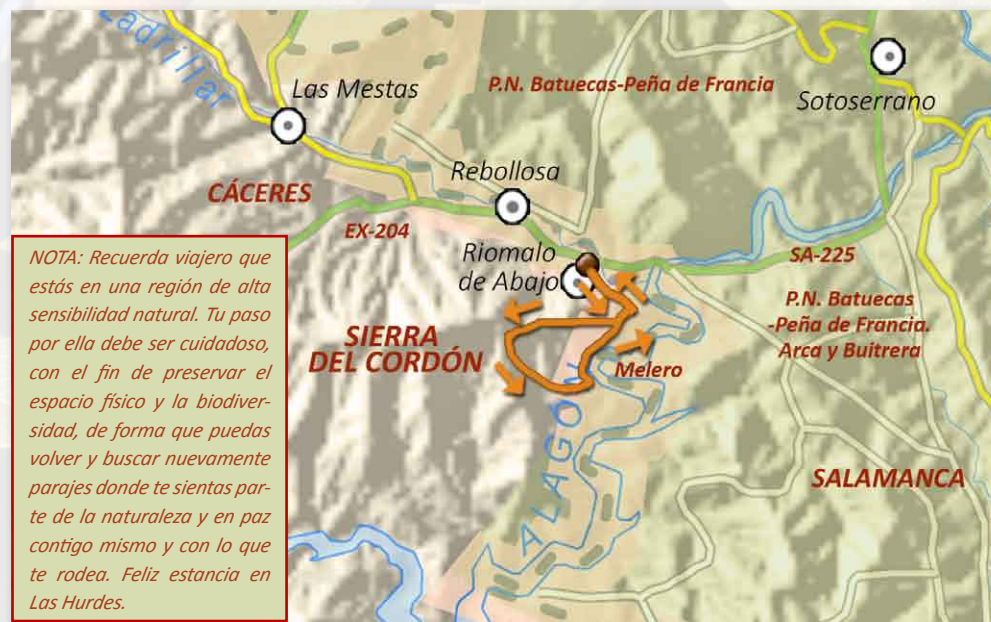 Ladrillar
Las Mestas
P.N. Batuecas-Peña de Francia
Sotoserrano
CÁCERES
Rebollosa
EX-204
Riomalo
de Abajo
SA-225
P.N. Batuecas
-Peña de Francia.
Arca y Buitrera
SIERRA
DEL CORDÓN
Melero
ALAGÓN
SALAMANCA
NOTA: Recuerda viajero que
estás en una región de alta
sensibilidad natural. Tu paso
por ella debe ser cuidadoso,
con el fin de preservar el
espacio físico y la biodiver-
sidad, de forma que puedas
volver y buscar nuevamente
parajes donde te sientas par-
te de la naturaleza y en paz
contigo mismo y con lo que
te rodea. Feliz estancia en
Las Hurdes.